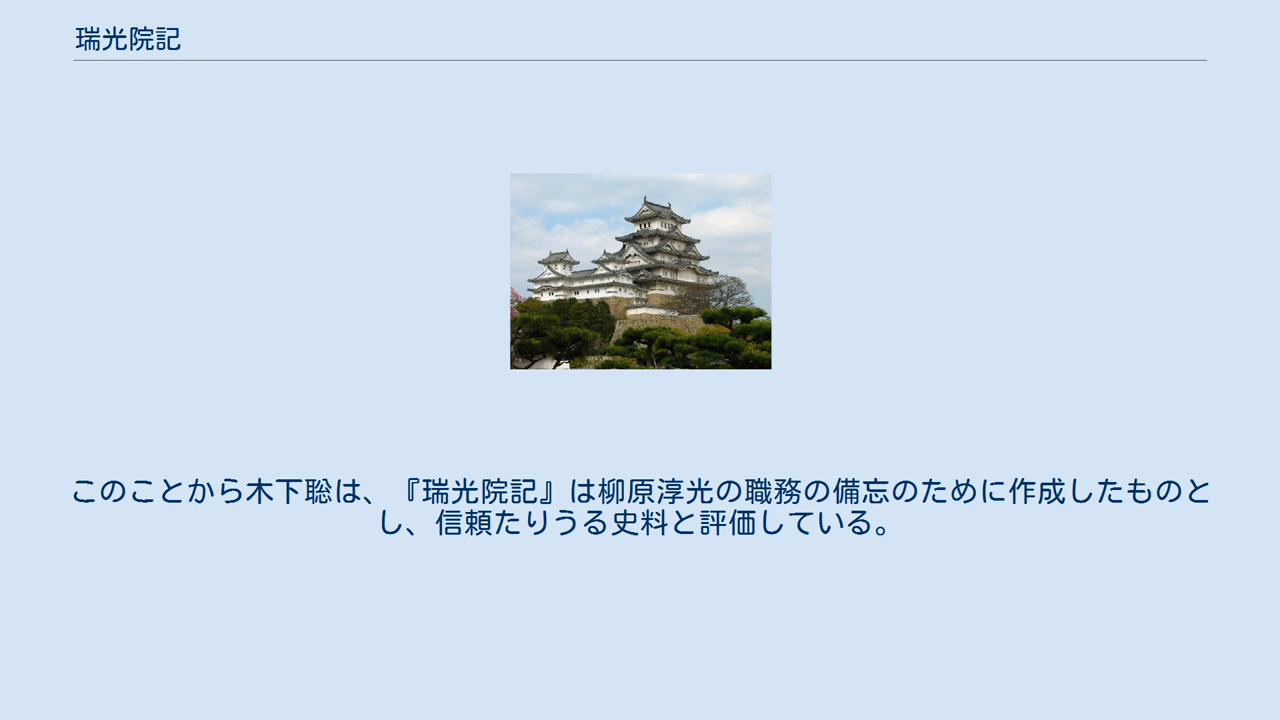 瑞光院記
このことから木下聡は、『瑞光院記』は柳原淳光の職務の備忘のために作成したものと
し、信頼たりうる史料と評価している。